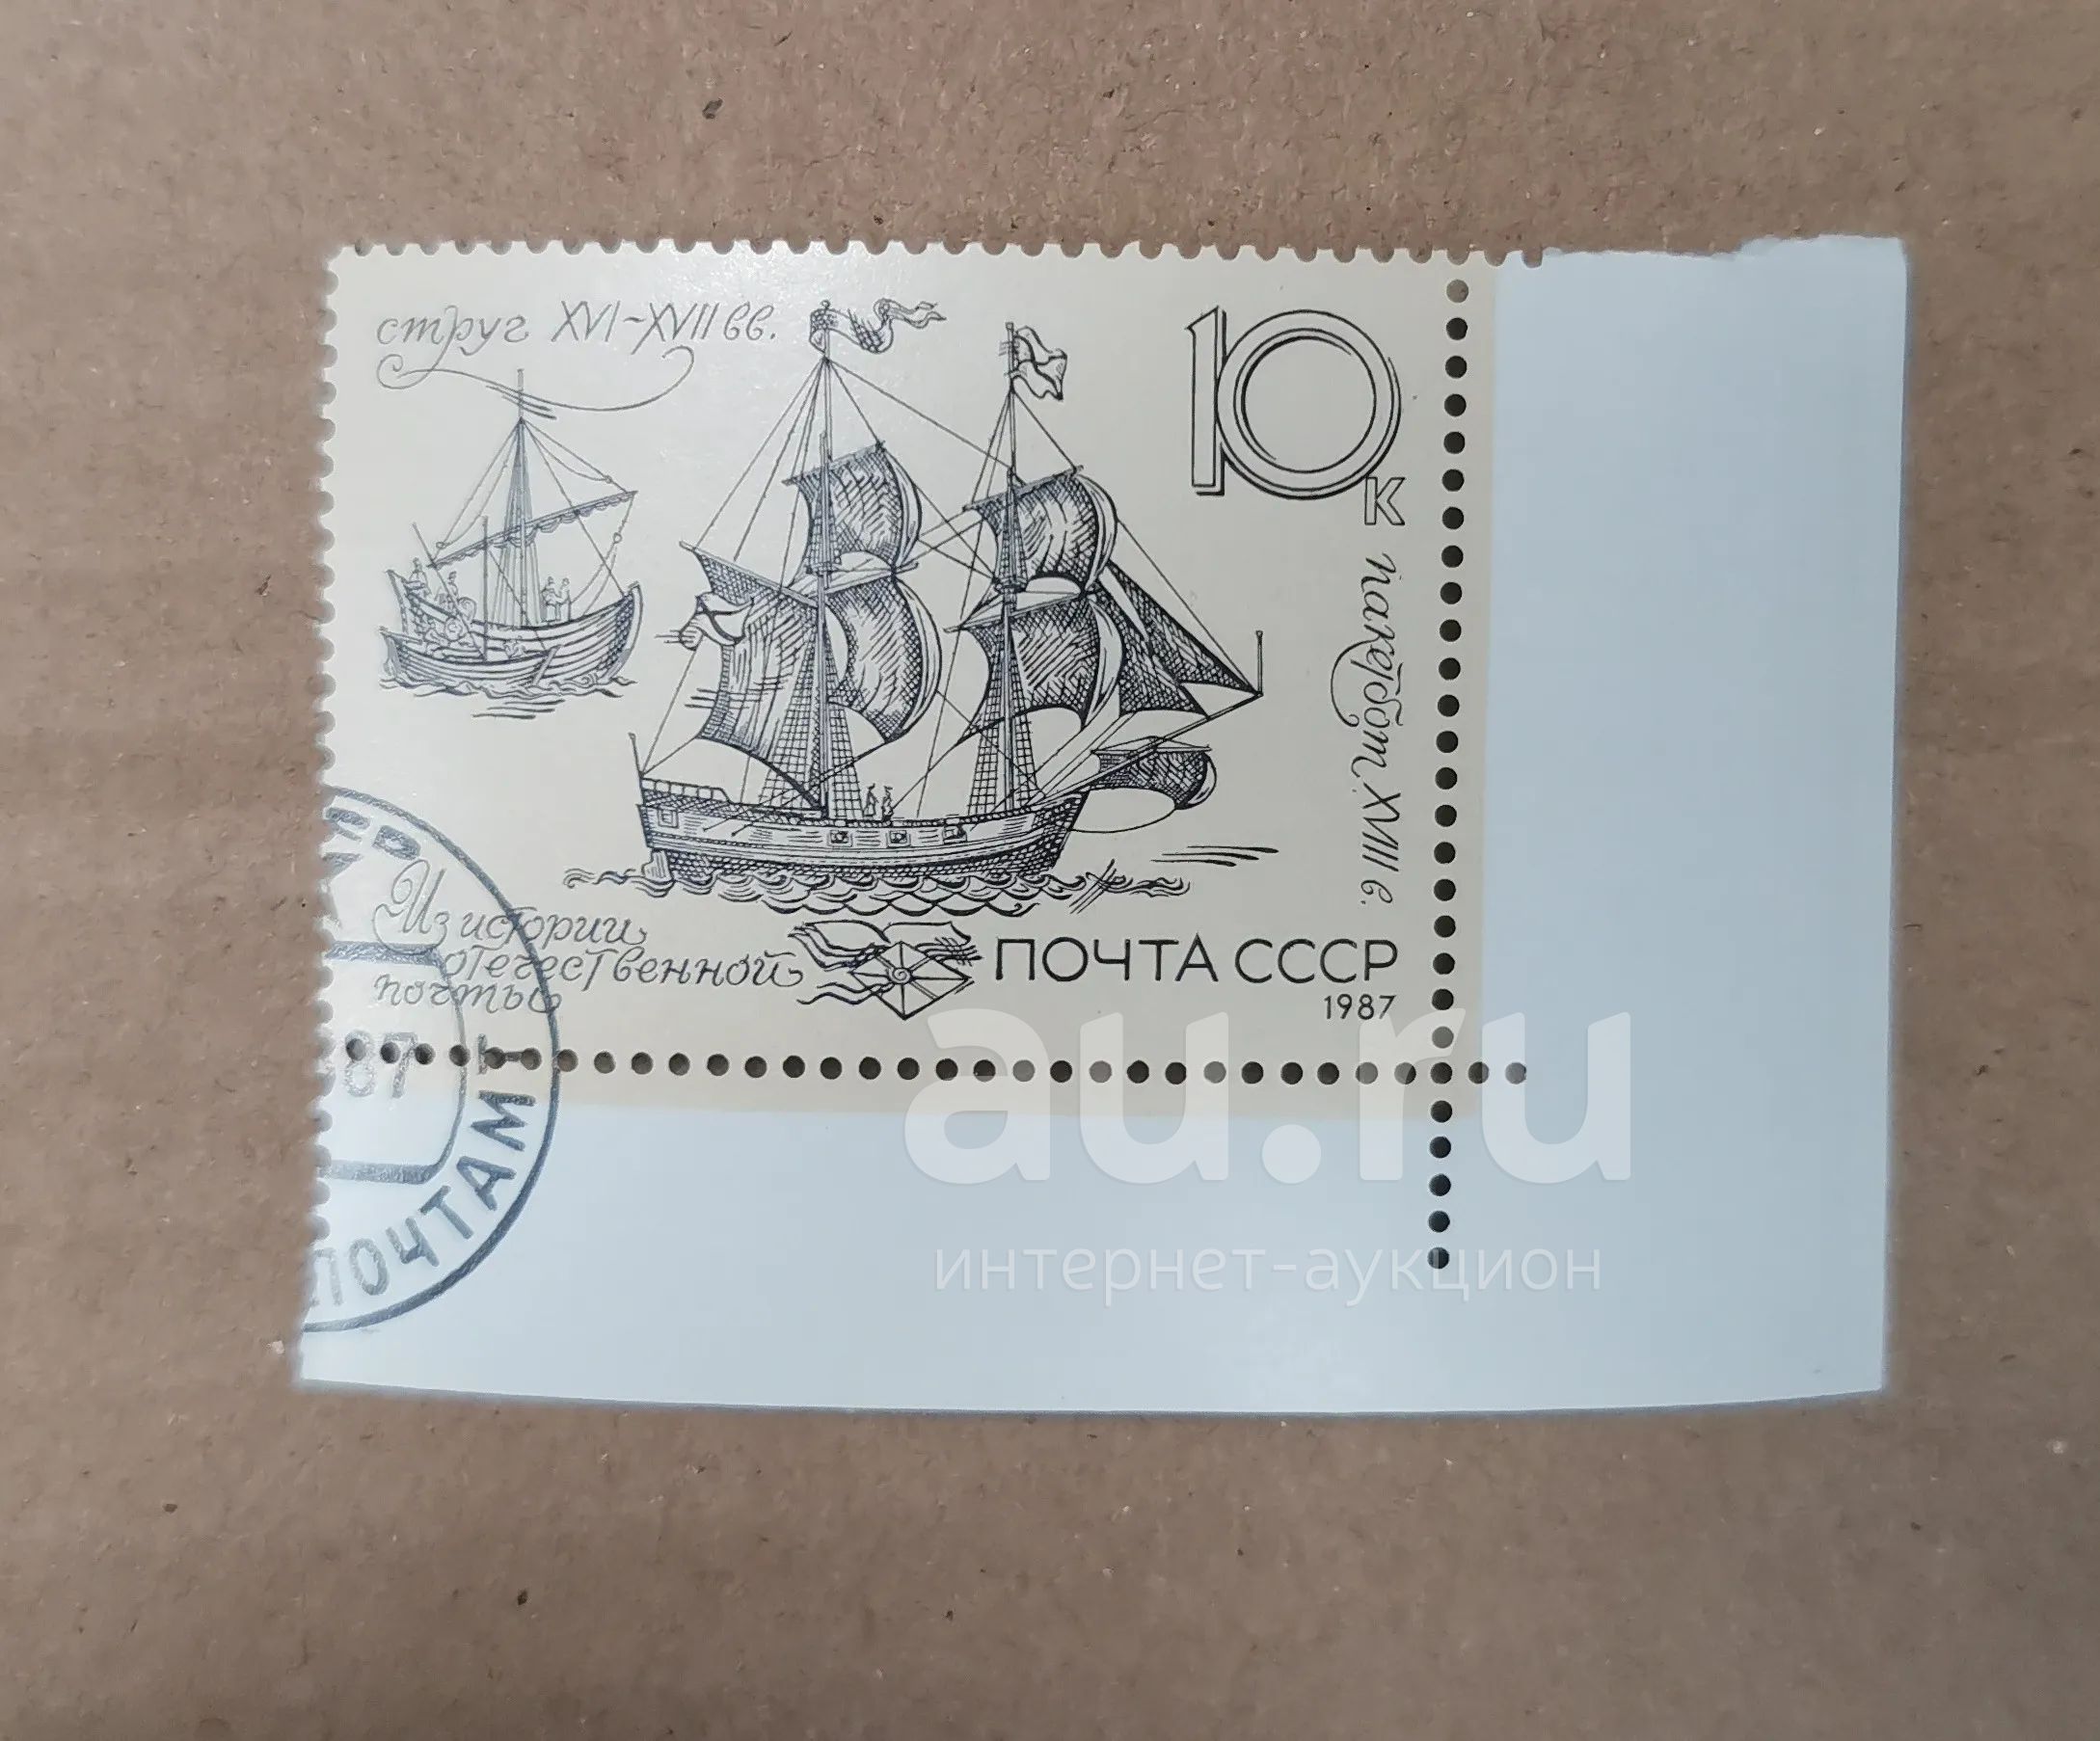 струг XVI-XVII вв.
10
к
пакетбот XVIII в.
Из истории
отечественной
почты
ПОЧТА СССР
1987
87
ПОЧТАМТ
au.ru
интернет-аукцион